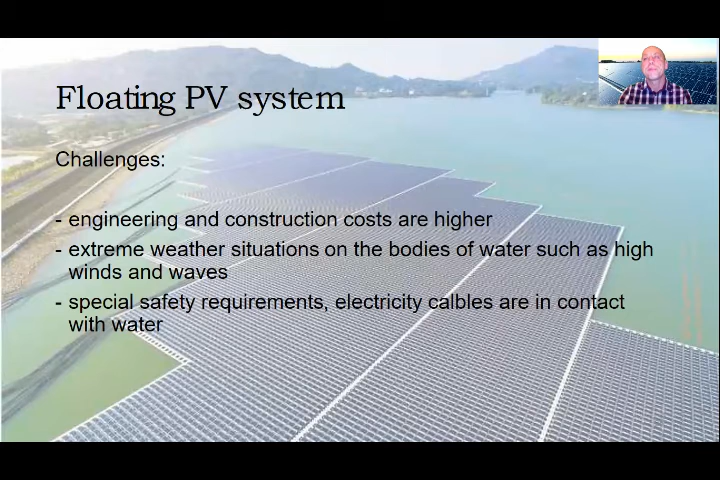 Floating PV system
Challenges:
- engineering and construction costs are higher
- extreme weather situations on the bodies of water such as high
winds and waves
- special safety requirements, electricity calbles are in contact
with water